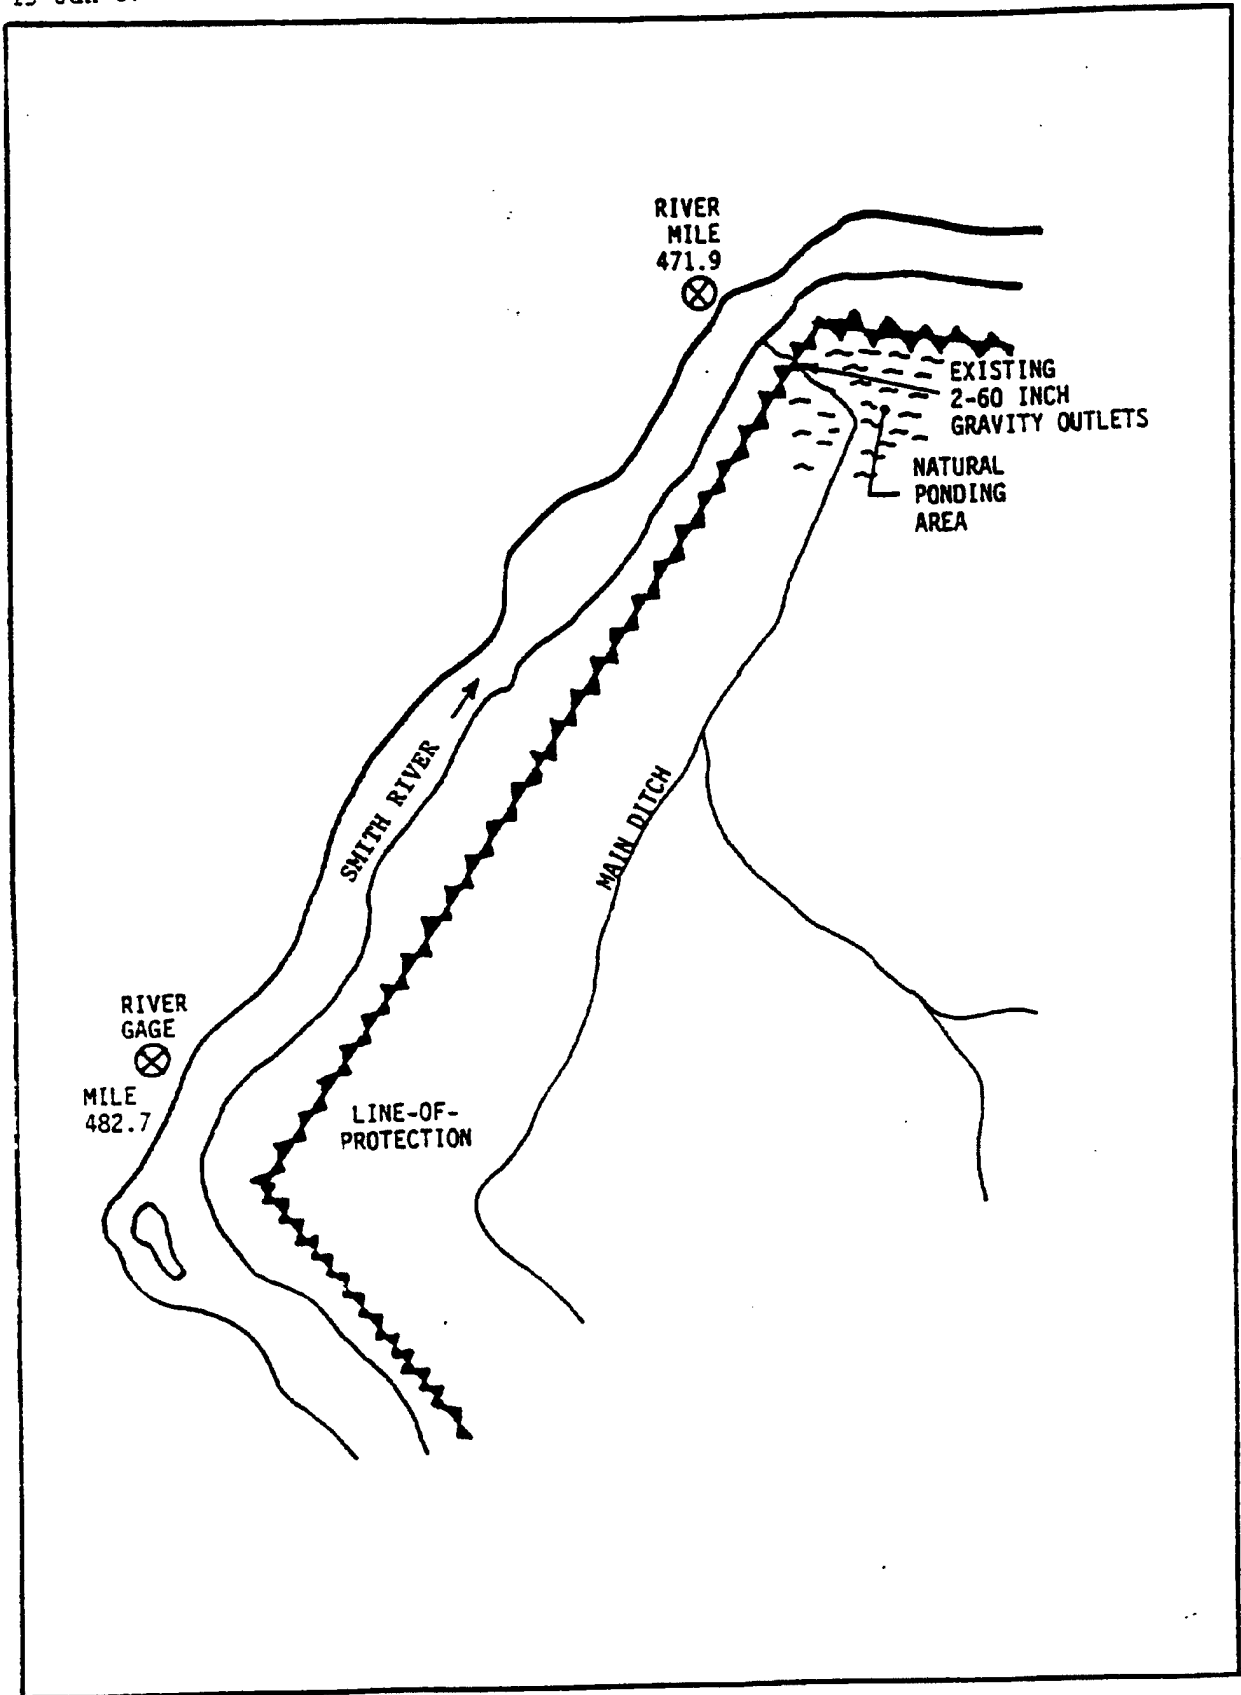 RIVER
MILE
471.9
EXISTING
2-60 INCH
GRAVITY OUTLETS
NATURAL
PONDING
AREA
SMITH RIVER
MAIN DITCH
RIVER
GAGE
MILE
482.7
LINE-OF-
PROTECTION